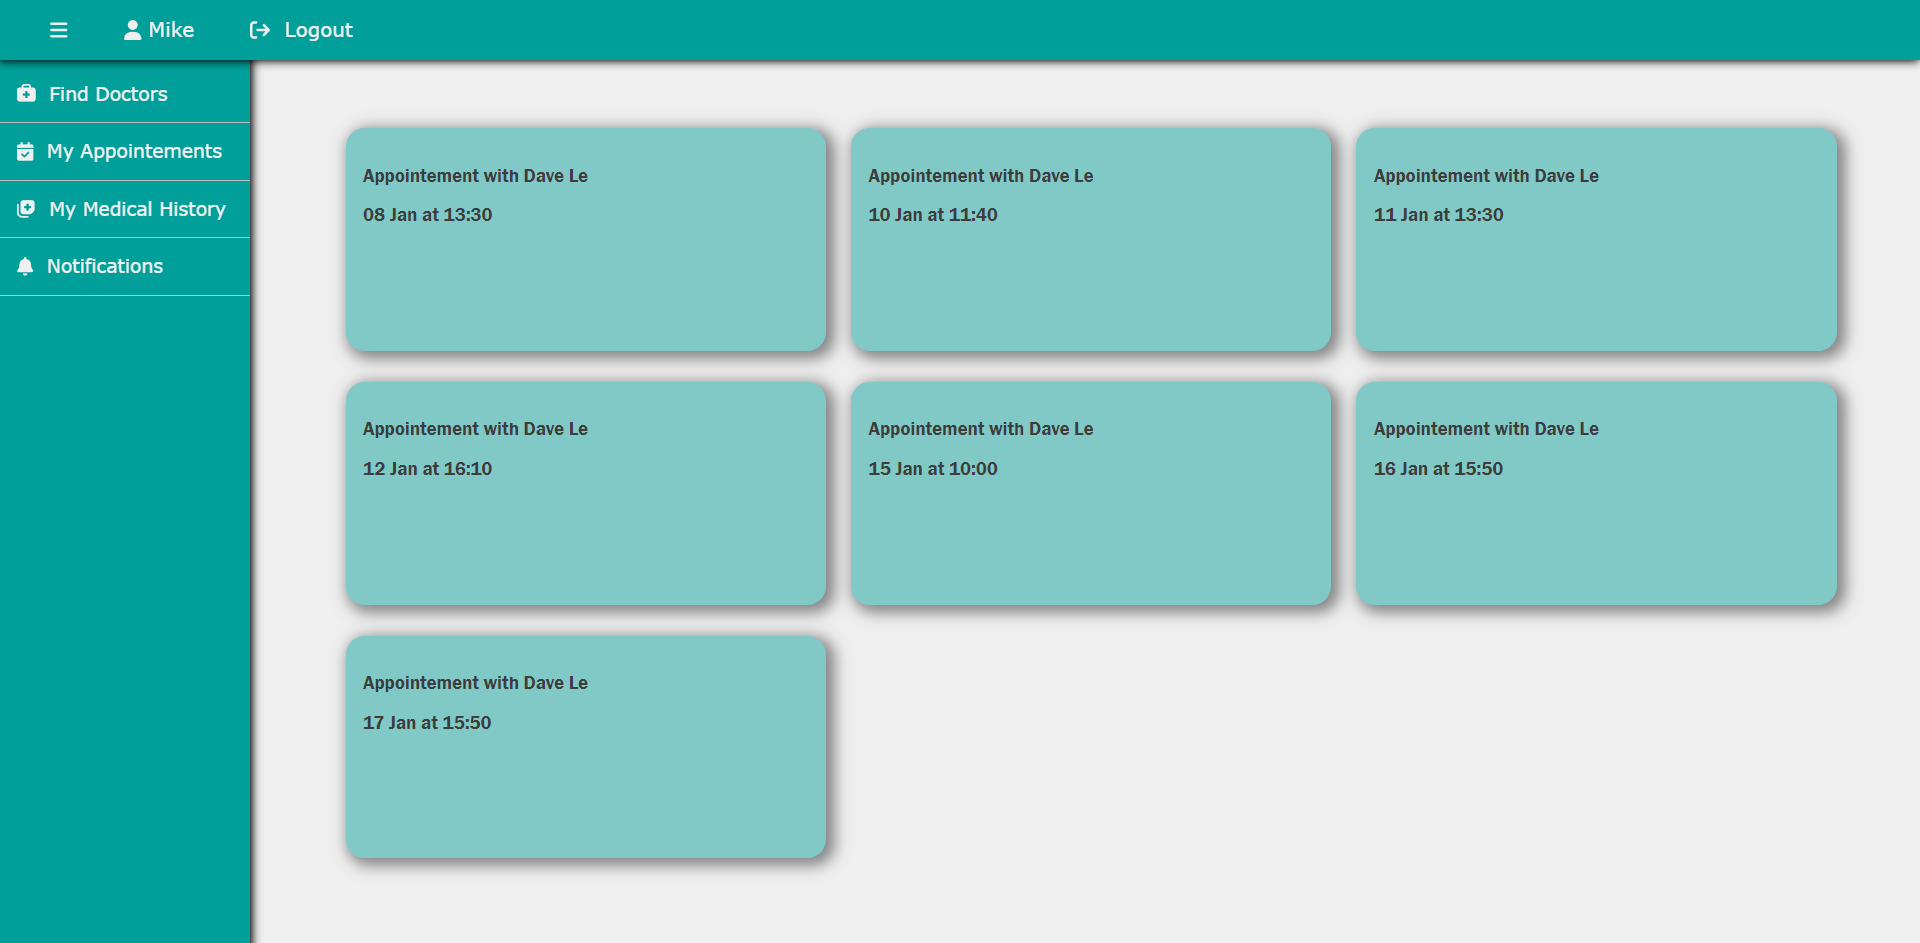 Mike
Logout
Find Doctors
My Appointements
My Medical History
Notifications
Appointement with Dave Le
08 Jan at 13:30
Appointement with Dave Le
10 Jan at 11:40
Appointement with Dave Le
11 Jan at 13:30
Appointement with Dave Le
12 Jan at 16:10
Appointement with Dave Le
15 Jan at 10:00
Appointement with Dave Le
16 Jan at 15:50
Appointement with Dave Le
17 Jan at 15:50